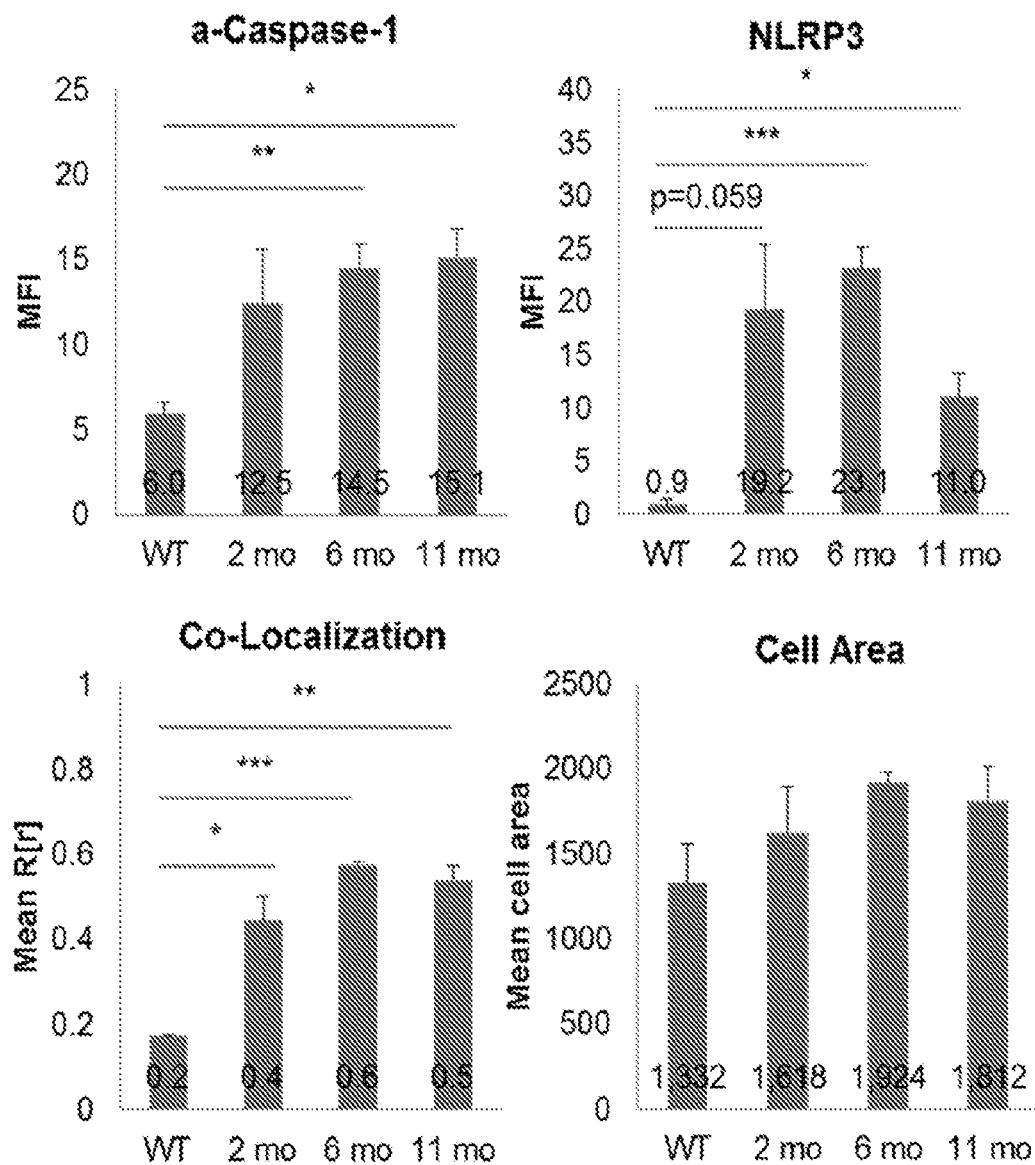 a-Caspase-1
25
20
15
10
5
0
MFI
*
**
6.0 12.5 14.5 15.1
WT 2 mo 6 mo 11 mo
NLRP3
40
35
30
25
20
15
10
5
0
MFI
*
***
p=0.059
0.9 19.2 23.1 11.0
WT 2 mo 6 mo 11 mo
Co-Localization
1
0.8
0.6
0.4
0.2
0
Mean R[r]
**
***
*
0.2 0.4 0.6 0.5
WT 2 mo 6 mo 11 mo
Cell Area
2500
2000
1500
1000
500
0
Mean cell area
1,332 1,618 1,924 1,812
WT 2 mo 6 mo 11 mo